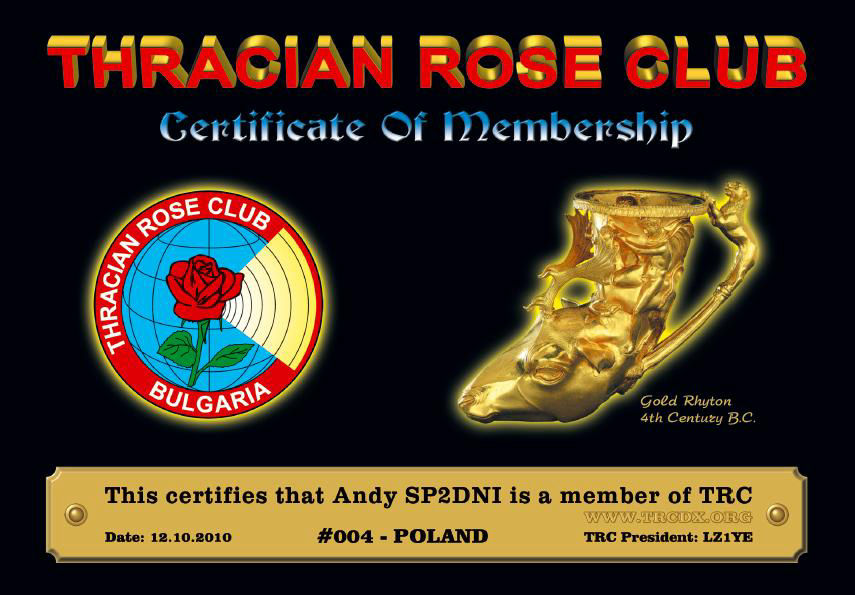 THRACIAN ROSE CLUB
Certificate Of Membership
THRACIAN ROSE CLUB
BULGARIA
Gold Rhyton
4th Century B.C.
This certifies that Andy SP2DNI is a member of TRC
WWW.TRCDX.ORG
Date: 12.10.2010 #004 - POLAND TRC President: LZ1YE